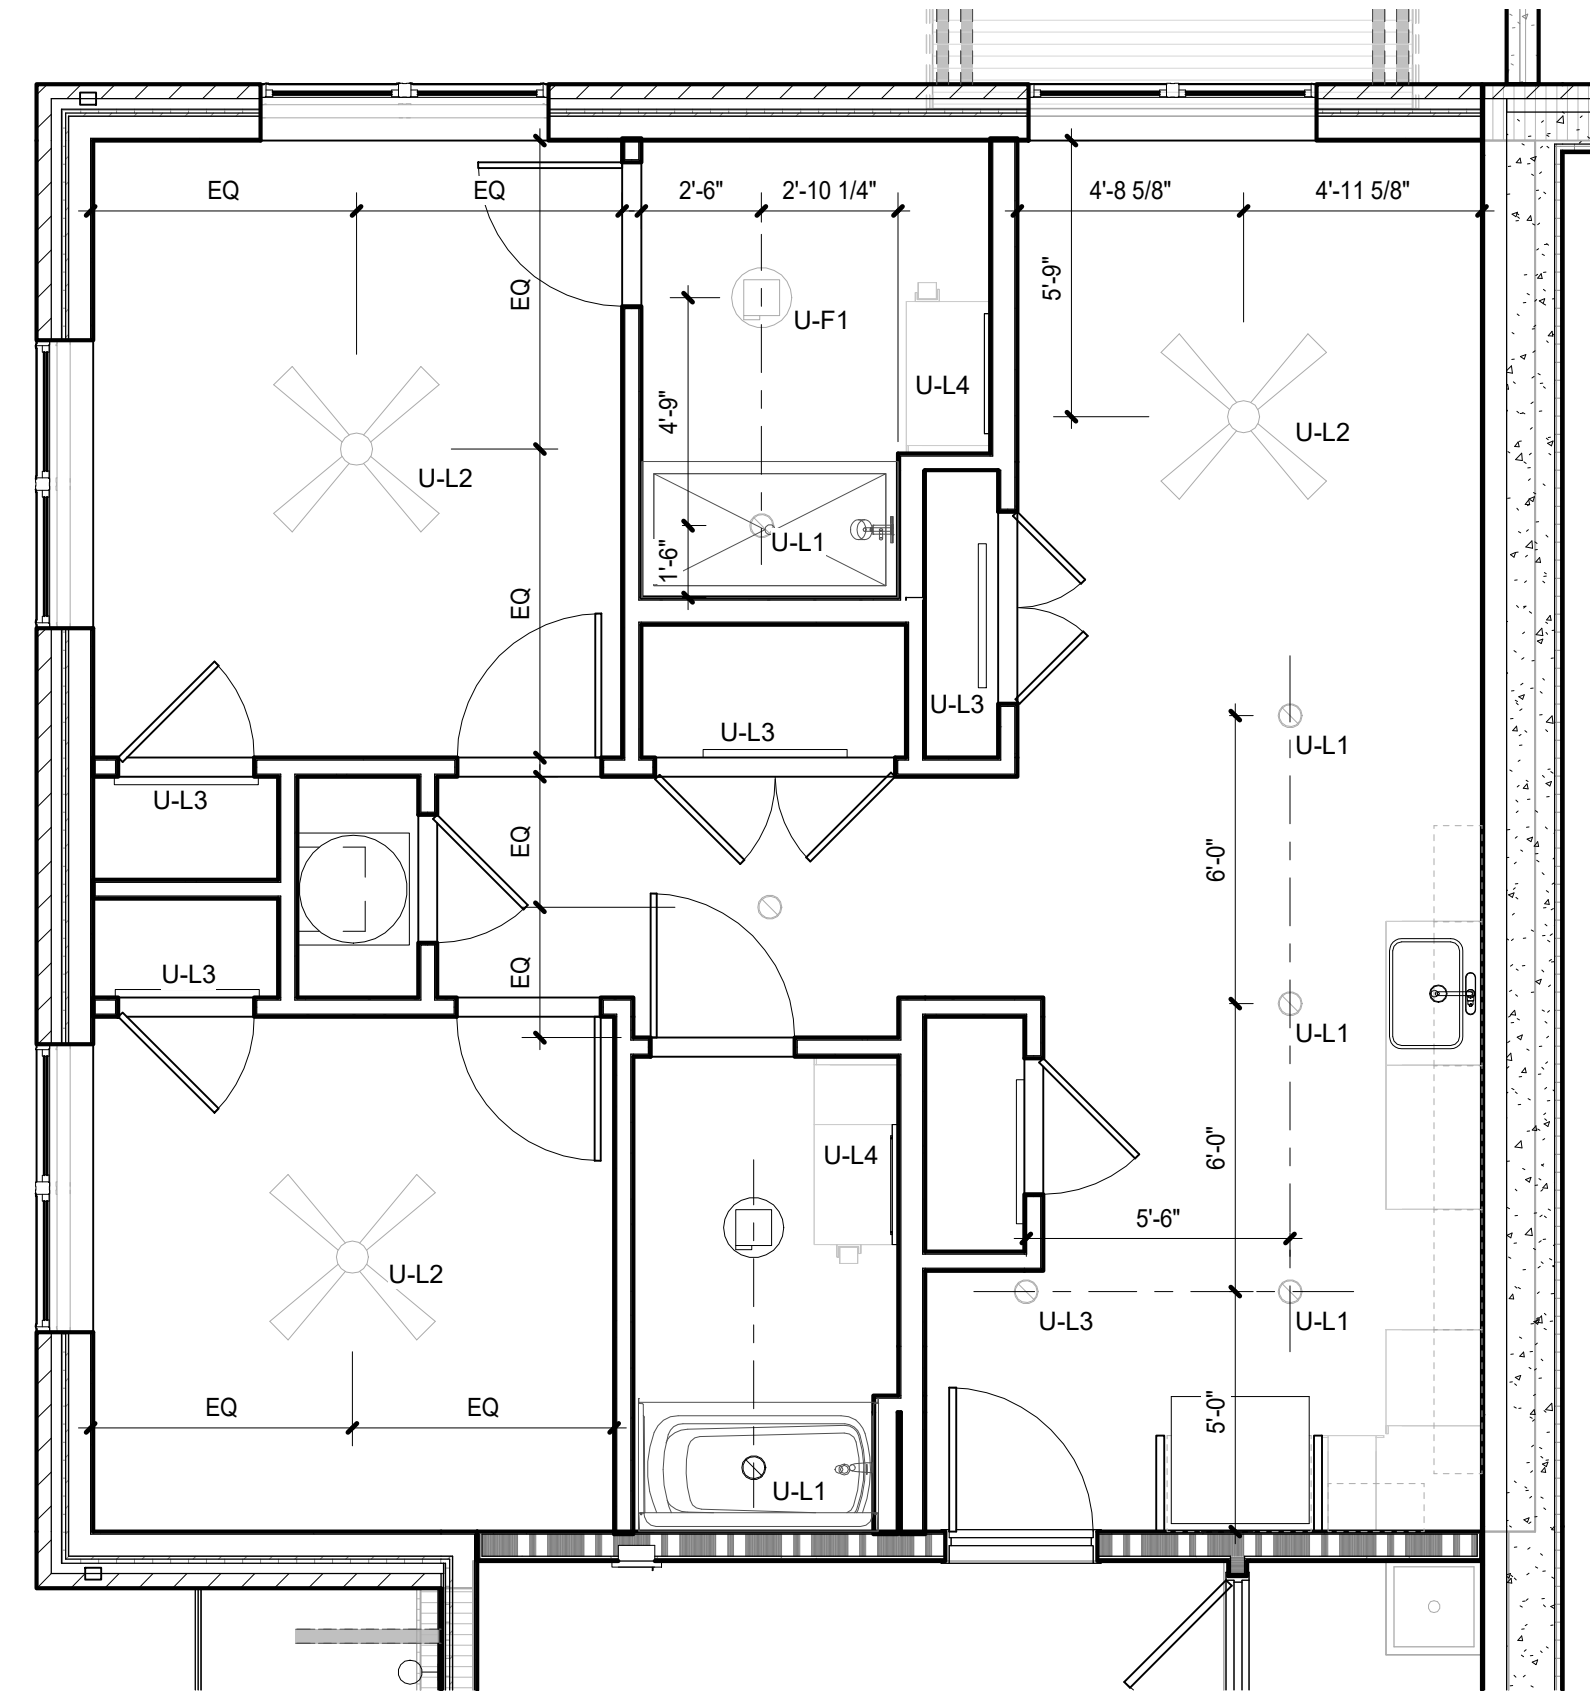 EQ
EQ
2'-6"
2'-10 1/4"
4'-8 5/8"
4'-11 5/8"
EQ
5'-9"
U-F1
U-L4
4'-9"
U-L2
U-L2
U-L1
1'-6"
EQ
U-L3
U-L3
U-L1
U-L3
EQ
6'-0"
U-L3
EQ
U-L1
U-L4
6'-0"
5'-6"
U-L2
U-L3
U-L1
EQ
EQ
5'-0"
U-L1